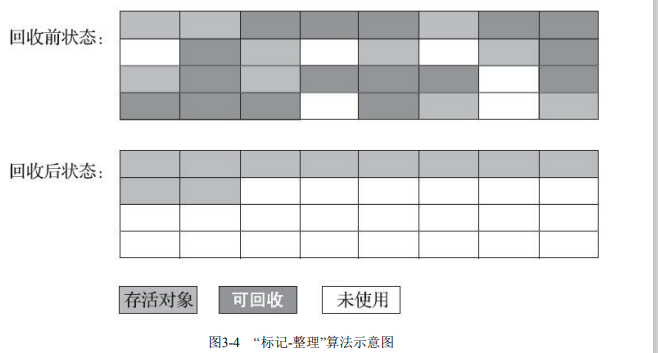 回收前状态：
回收后状态：
存活对象
可回收
未使用
图3-4 “标记-整理”算法示意图